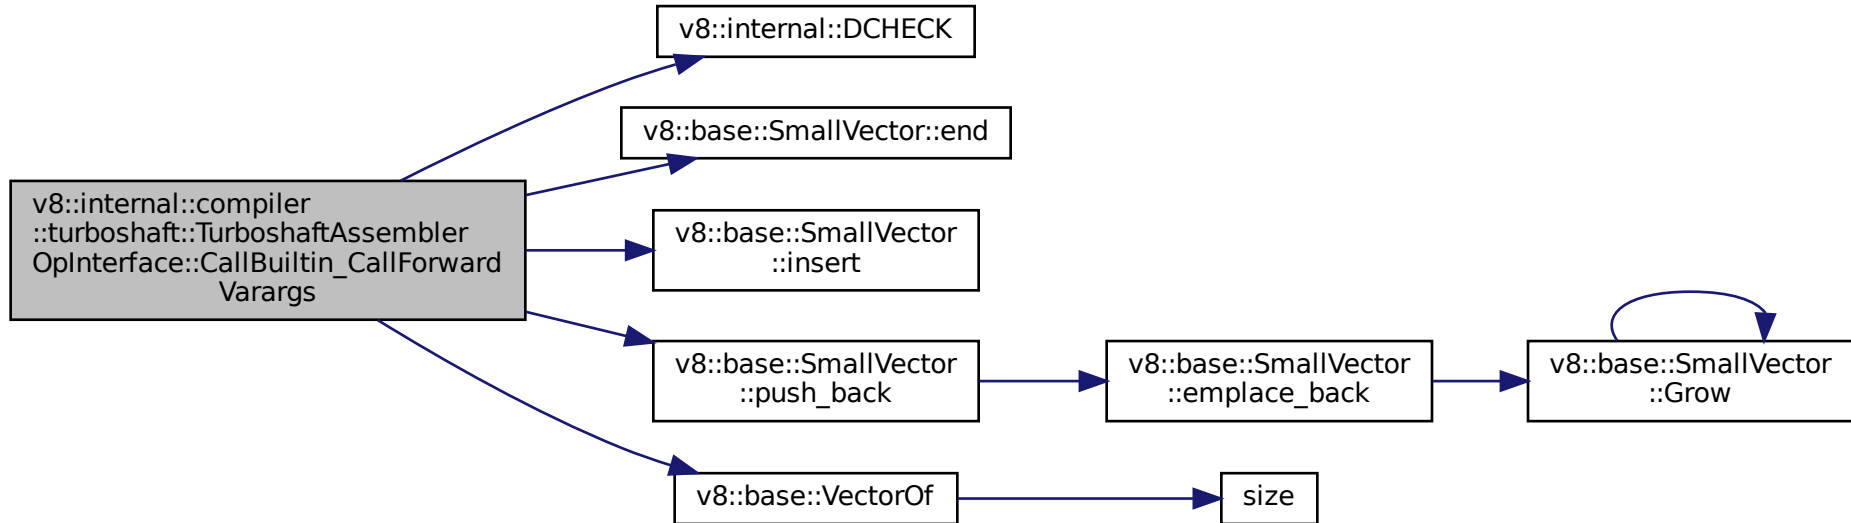 v8::internal::DCHECK
v8::base::SmallVector::end
v8::internal::compiler
::turboshaft::TurboshaftAssembler
OpInterface::CallBuiltin_CallForward
Varargs
v8::base::SmallVector
::insert
v8::base::SmallVector
::push_back
v8::base::SmallVector
::emplace_back
v8::base::SmallVector
::Grow
v8::base::VectorOf
size